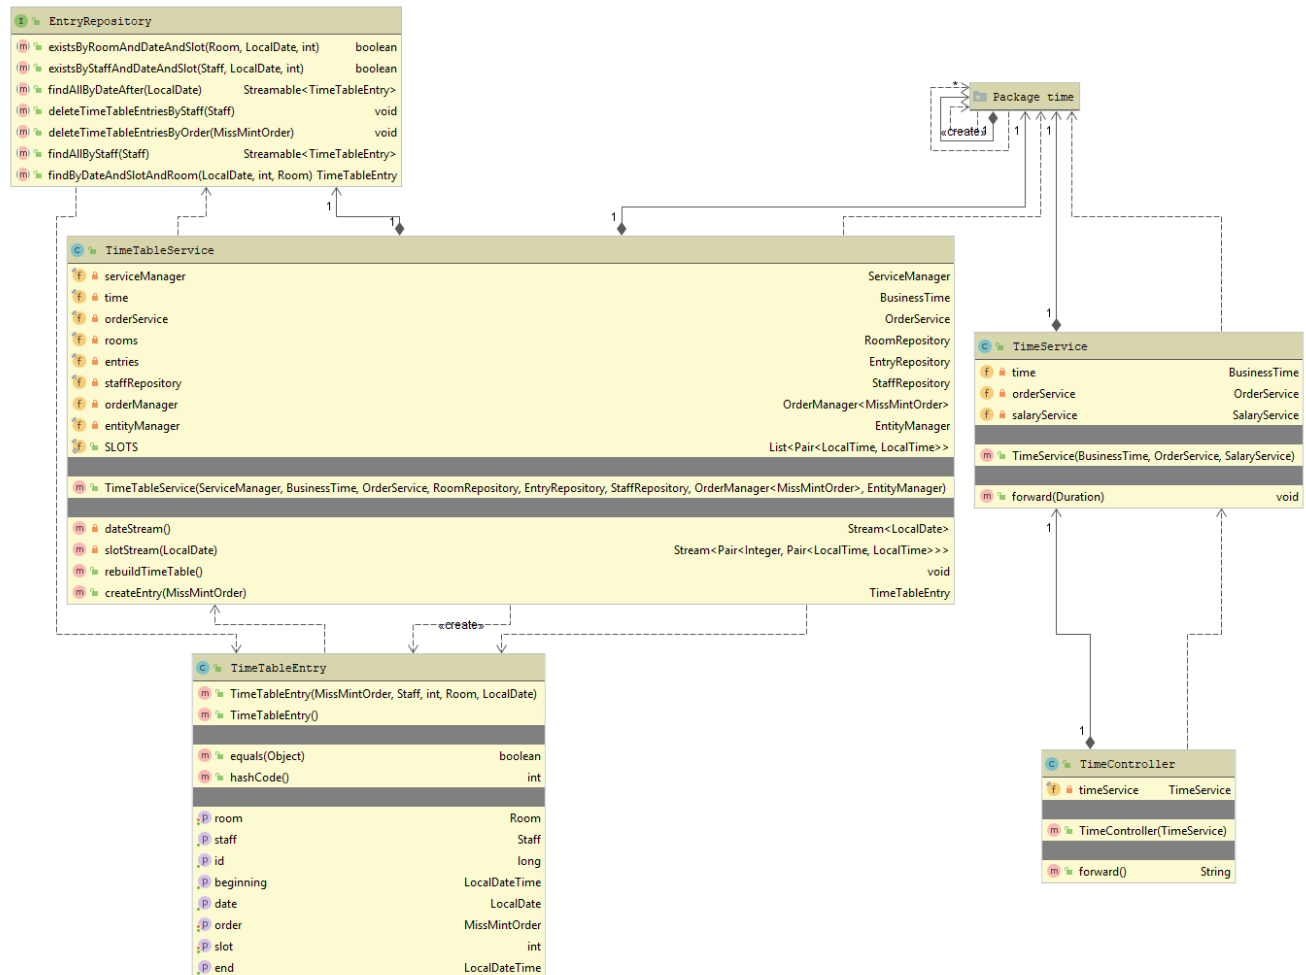 EntryRepository
existsByRoomAndDateAndSlot(Room, LocalDate, int) boolean
existsByStaffAndDateAndSlot(Staff, LocalDate, int) boolean
findAllByDateAfter(LocalDate) Streamable<TimeTableEntry>
deleteTimeTableEntriesByStaff(Staff) void
deleteTimeTableEntriesByOrder(MissMintOrder) void
findAllByStaff(Staff) Streamable<TimeTableEntry>
findByDateAndSlotAndRoom(LocalDate, int, Room) TimeTableEntry
*
Package time
«create»
1
1
1
1
1
1
1
TimeTableService
serviceManager ServiceManager
time BusinessTime
orderService OrderService
rooms RoomRepository
entries EntryRepository
staffRepository StaffRepository
orderManager OrderManager<MissMintOrder>
entityManager EntityManager
SLOTS List<Pair<LocalTime, LocalTime>>
TimeTableService(ServiceManager, BusinessTime, OrderService, RoomRepository, EntryRepository, StaffRepository, OrderManager<MissMintOrder>, EntityManager)
dateStream() Stream<LocalDate>
slotStream(LocalDate) Stream<Pair<Integer, Pair<LocalTime, LocalTime>>>
rebuildTimeTable() void
createEntry(MissMintOrder) TimeTableEntry
TimeService
time BusinessTime
orderService OrderService
salaryService SalaryService
TimeService(BusinessTime, OrderService, SalaryService)
forward(Duration) void
1
1
«create»
TimeTableEntry
TimeTableEntry(MissMintOrder, Staff, int, Room, LocalDate)
TimeTableEntry()
equals(Object) boolean
hashCode() int
room Room
staff Staff
id long
beginning LocalDateTime
date LocalDate
order MissMintOrder
slot int
end LocalDateTime
TimeController
timeService TimeService
TimeController(TimeService)
forward() String